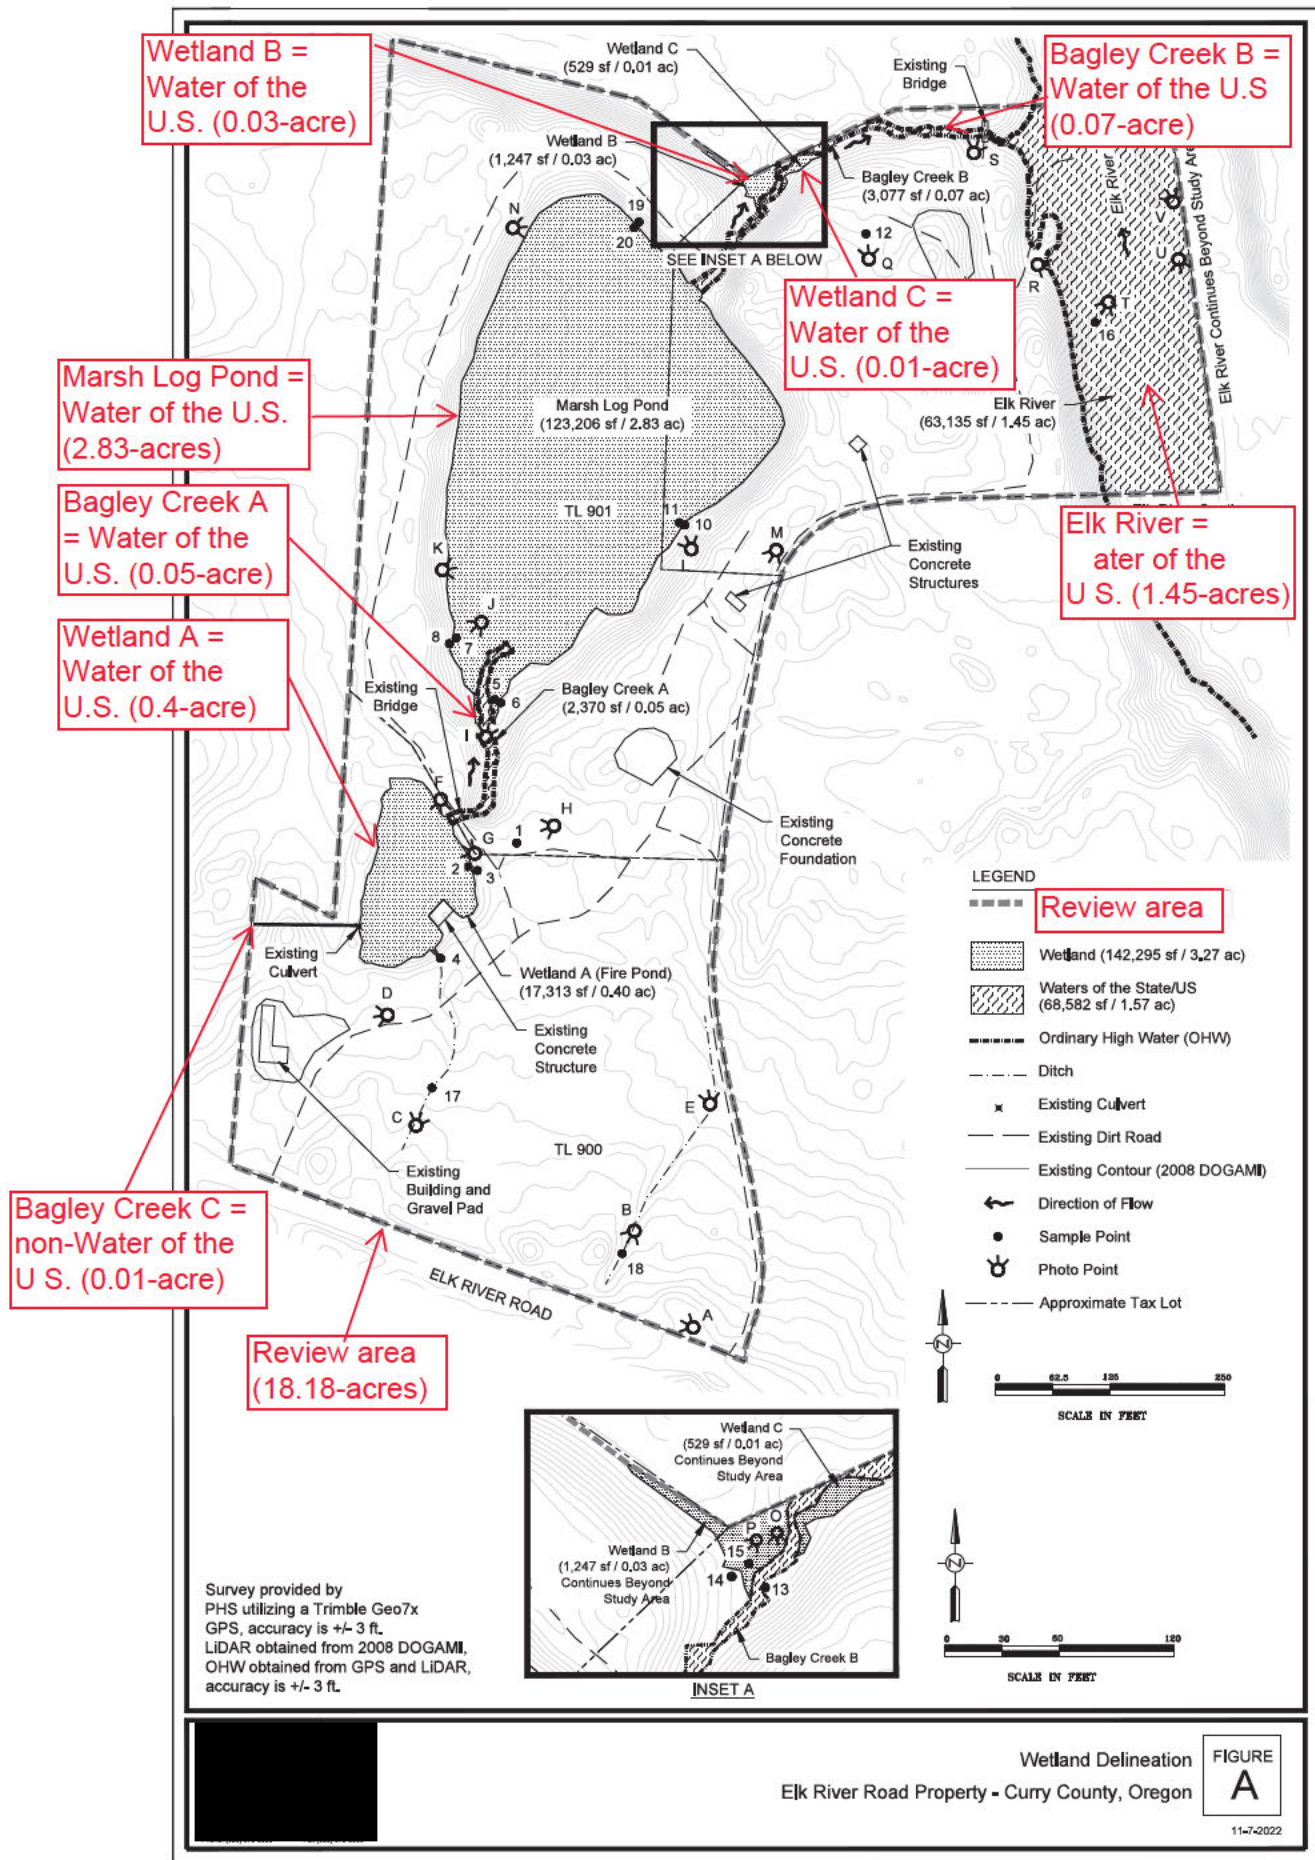 Wetland B =
Water of the
U.S. (0.03-acre)
Wetland C
(529 sf / 0.01 ac)
Existing
Bridge
Bagley Creek B =
Water of the U.S
(0.07-acre)
Wetland B
(1,247 sf / 0.03 ac)
S
Bagley Creek B
(3,077 sf / 0.07 ac)
Elk River
Elk River Continues Beyond Study Area
V
U
N
19
20
12
Q
SEE INSET A BELOW
R
T
16
Wetland C =
Water of the
U.S. (0.01-acre)
Marsh Log Pond =
Water of the U.S.
(2.83-acres)
Marsh Log Pond
(123,206 sf / 2.83 ac)
Elk River
(63,135 sf / 1.45 ac)
Bagley Creek A
= Water of the
U.S. (0.05-acre)
TL 901
11
10
M
K
Existing
Concrete
Structures
Elk River =
ater of the
U S. (1.45-acres)
Wetland A =
Water of the
U.S. (0.4-acre)
J
8
7
5
6
Existing
Bridge
Bagley Creek A
(2,370 sf / 0.05 ac)
I
F
H
G
1
2
3
Existing
Concrete
Foundation
Existing
Culvert
4
Wetland A (Fire Pond)
(17,313 sf / 0.40 ac)
D
Existing
Concrete
Structure
17
C
E
TL 900
Existing
Building and
Gravel Pad
B
18
A
ELK RIVER ROAD
Bagley Creek C =
non-Water of the
U S. (0.01-acre)
Review area
(18.18-acres)
LEGEND
Review area
Wetland (142,295 sf / 3.27 ac)
Waters of the State/US
(68,582 sf / 1.57 ac)
Ordinary High Water (OHW)
Ditch
Existing Culvert
Existing Dirt Road
Existing Contour (2008 DOGAMI)
Direction of Flow
Sample Point
Photo Point
Approximate Tax Lot
N
0 62.5 125 250
SCALE IN FEET
N
0 30 60 120
SCALE IN FEET
Wetland C
(529 sf / 0.01 ac)
Continues Beyond
Study Area
P
O
15
14
13
Wetland B
(1,247 sf / 0.03 ac)
Continues Beyond
Study Area
Bagley Creek B
INSET A
Survey provided by
PHS utilizing a Trimble Geo7x
GPS, accuracy is +/- 3 ft.
LiDAR obtained from 2008 DOGAMI,
OHW obtained from GPS and LiDAR,
accuracy is +/- 3 ft.
Wetland Delineation
Elk River Road Property - Curry County, Oregon
FIGURE
A
11-7-2022